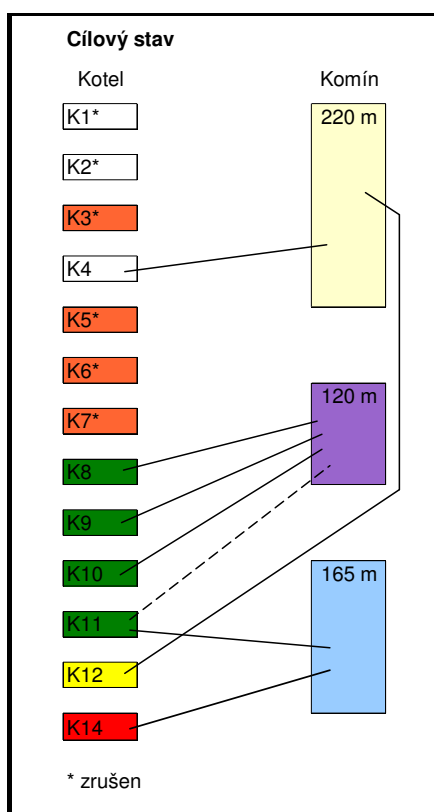 Cílový stav
Kotel
Komín
K1*
220 m
K2*
K3*
K4
K5*
K6*
K7*
120 m
K8
K9
K10
165 m
K11
K12
K14
* zrušen